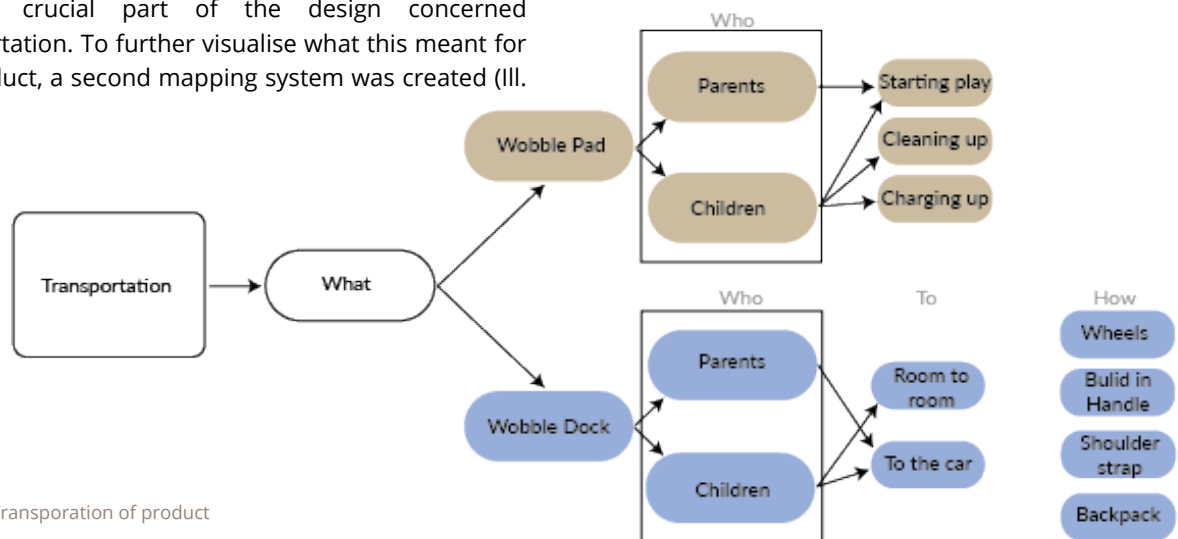 crucial part of the design concerned
rtation. To further visualise what this meant for
duct, a second mapping system was created (Ill.
Who
Parents
Starting play
Wobble Pad
Cleaning up
Children
Charging up
Transportation
What
Who
To
How
Parents
Wheels
Room to
room
Bulid in
Handle
Wobble Dock
Shoulder
strap
To the car
Children
Backpack
ransporation of product